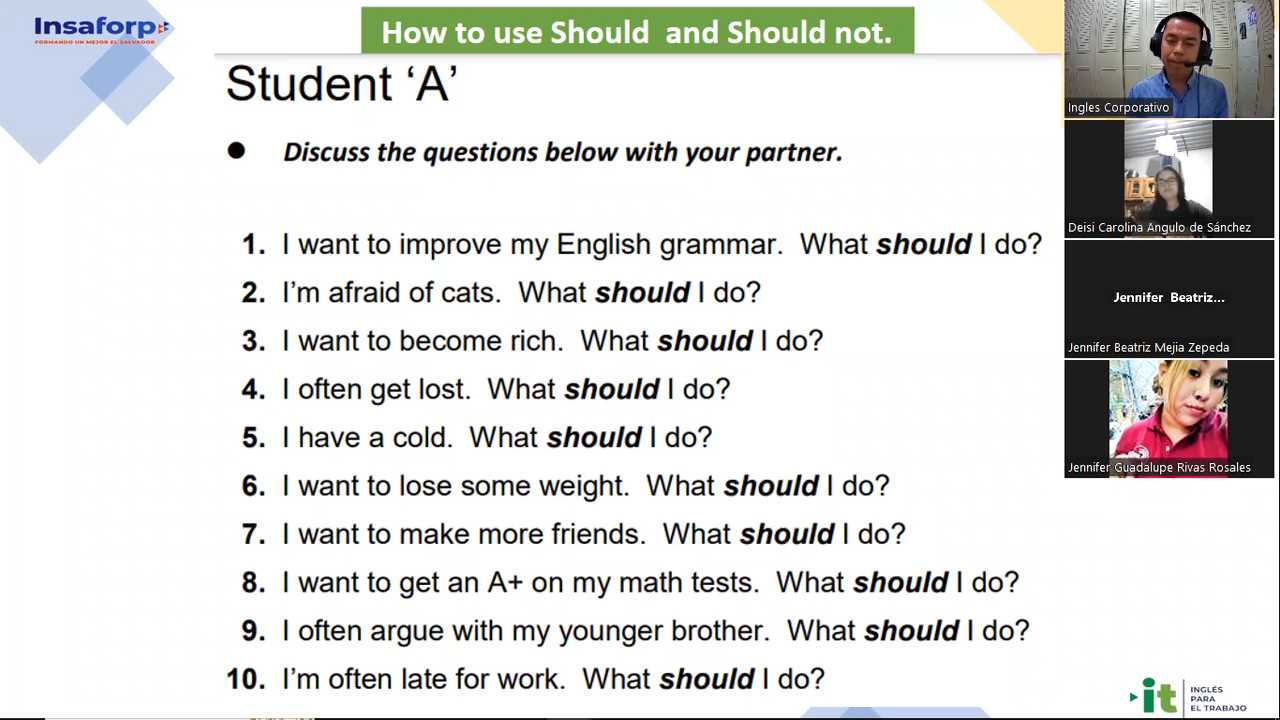 Insaforp
FORMANDO UN MEJOR EL SALVADOR
How to use Should and Should not.
Student ‘A’
● Discuss the questions below with your partner.
1. I want to improve my English grammar. What should I do?
2. I’m afraid of cats. What should I do?
3. I want to become rich. What should I do?
4. I often get lost. What should I do?
5. I have a cold. What should I do?
6. I want to lose some weight. What should I do?
7. I want to make more friends. What should I do?
8. I want to get an A+ on my math tests. What should I do?
9. I often argue with my younger brother. What should I do?
10. I’m often late for work. What should I do?
Ingles Corporativo
Deisi Carolina Angulo de Sánchez
Jennifer Beatriz...
Jennifer Beatriz Mejia Zepeda
Jennifer Guadalupe Rivas Rosales
it
INGLÉS
PARA
EL TRABAJO